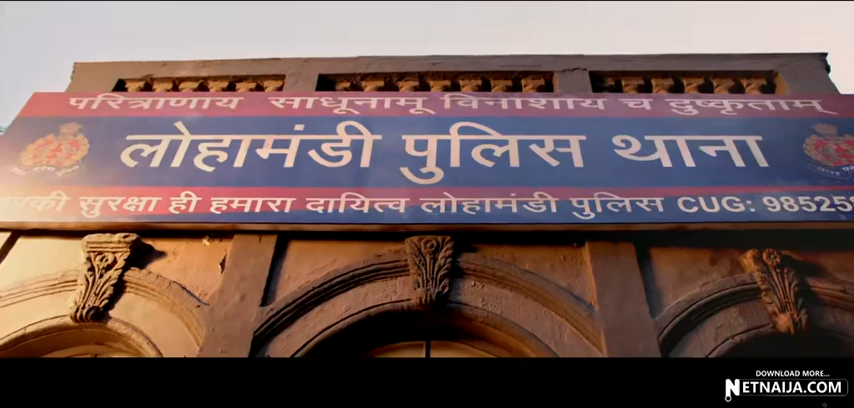 परित्राणाय साधूनामू विनाशाय च दुष्कृताम्
लोहामंडी पुलिस थाना
सुरक्षा ही हमारा दायित्व लोहामंडी पुलिस CUG: 98525
DOWNLOAD MORE...
NETNAIJA.COM